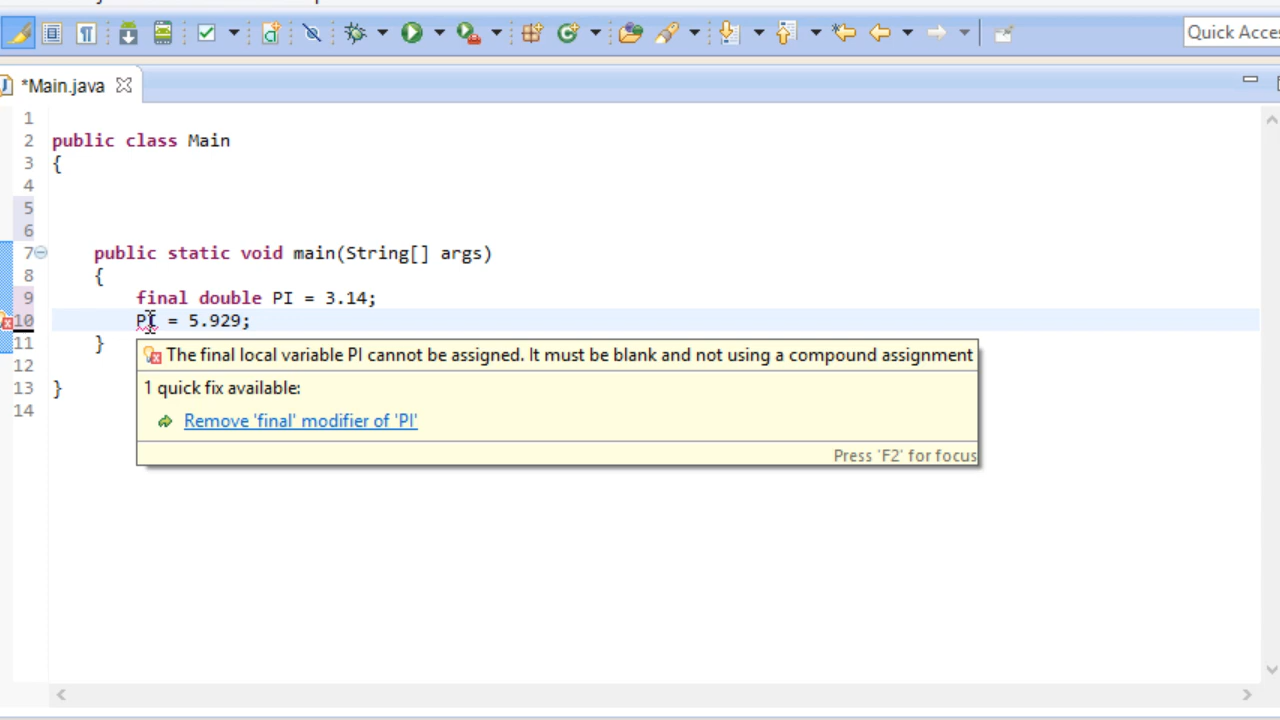 Quick Acce
*Main.java
1
2 public class Main
3 {
4
5
6
7 public static void main(String[] args)
8 {
9 final double PI = 3.14;
10 PI = 5.929;
11 }
The final local variable PI cannot be assigned. It must be blank and not using a compound assignment
12
1 quick fix available:
13 }
14
Remove 'final' modifier of 'PI'
Press 'F2' for focus